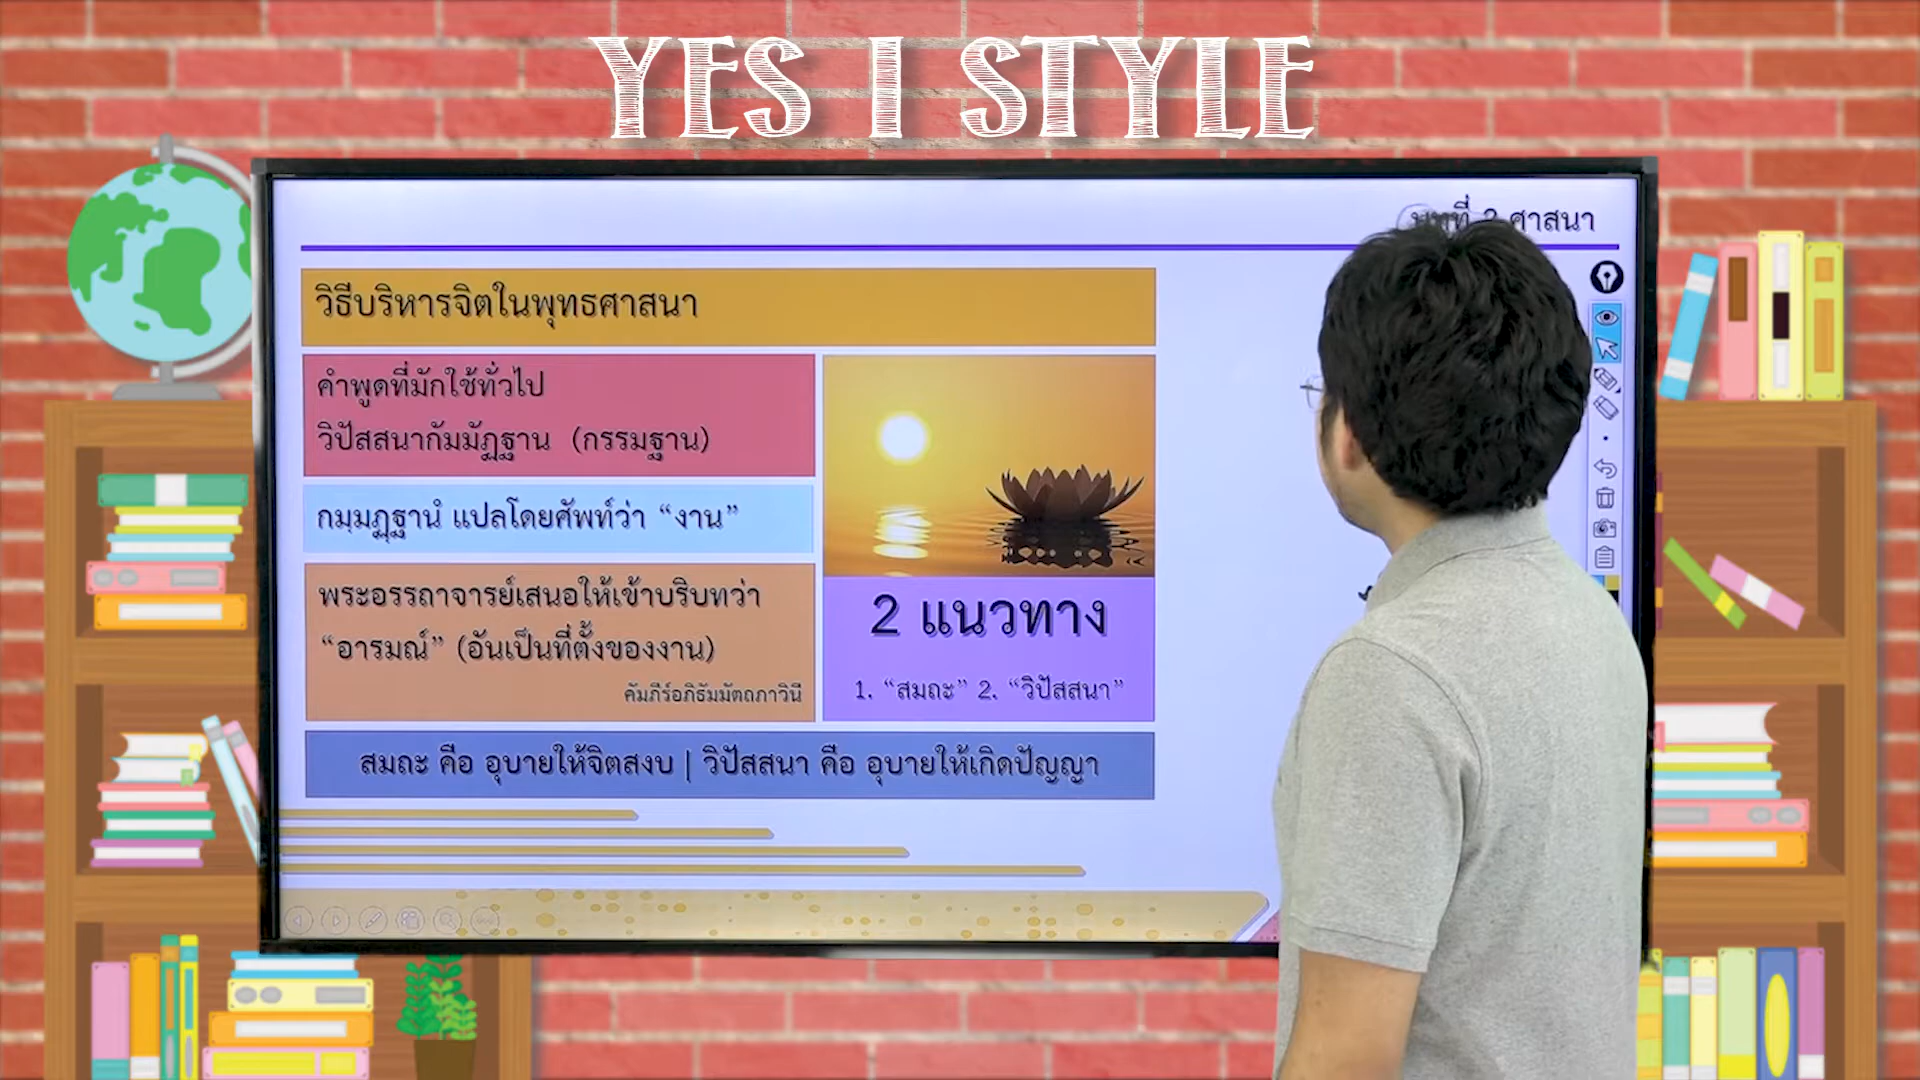 YES I STYLE
ศาสนา
วิธีบริหารจิตในพุทธศาสนา
คำพูดที่มักใช้ทั่วไป
วิปัสสนากัมมัฏฐาน (กรรมฐาน)
กมฺมฏฺฐานํ แปลโดยศัพท์ว่า “งาน”
พระอรรถาจารย์เสนอให้เข้าบริบทว่า
“อารมณ์” (อันเป็นที่ตั้งของงาน)
คัมภีร์อภิธัมมัตถภาวินี
2 แนวทาง
1. “สมถะ” 2. “วิปัสสนา”
สมถะ คือ อุบายให้จิตสงบ | วิปัสสนา คือ อุบายให้เกิดปัญญา